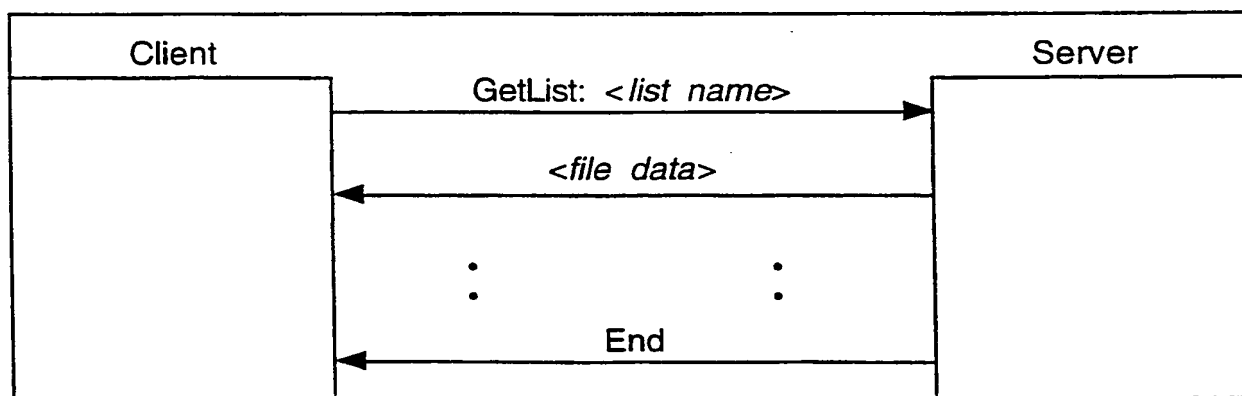 Client
Server
GetList: <list name>
<file data>
End